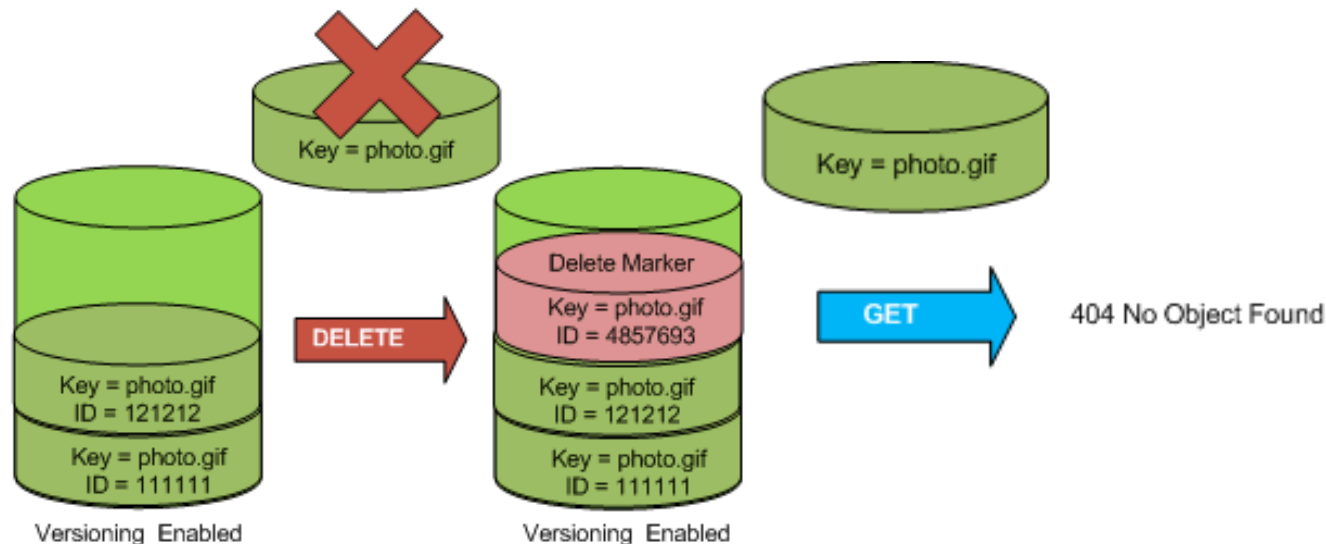 Key = photo.gif
Key = photo.gif
Delete Marker
Key = photo.gif
ID = 4857693
DELETE
GET
404 No Object Found
Key = photo.gif
ID = 121212
Key = photo.gif
ID = 121212
Key = photo.gif
ID = 111111
Key = photo.gif
ID = 111111
Versioning Enabled
Versioning Enabled